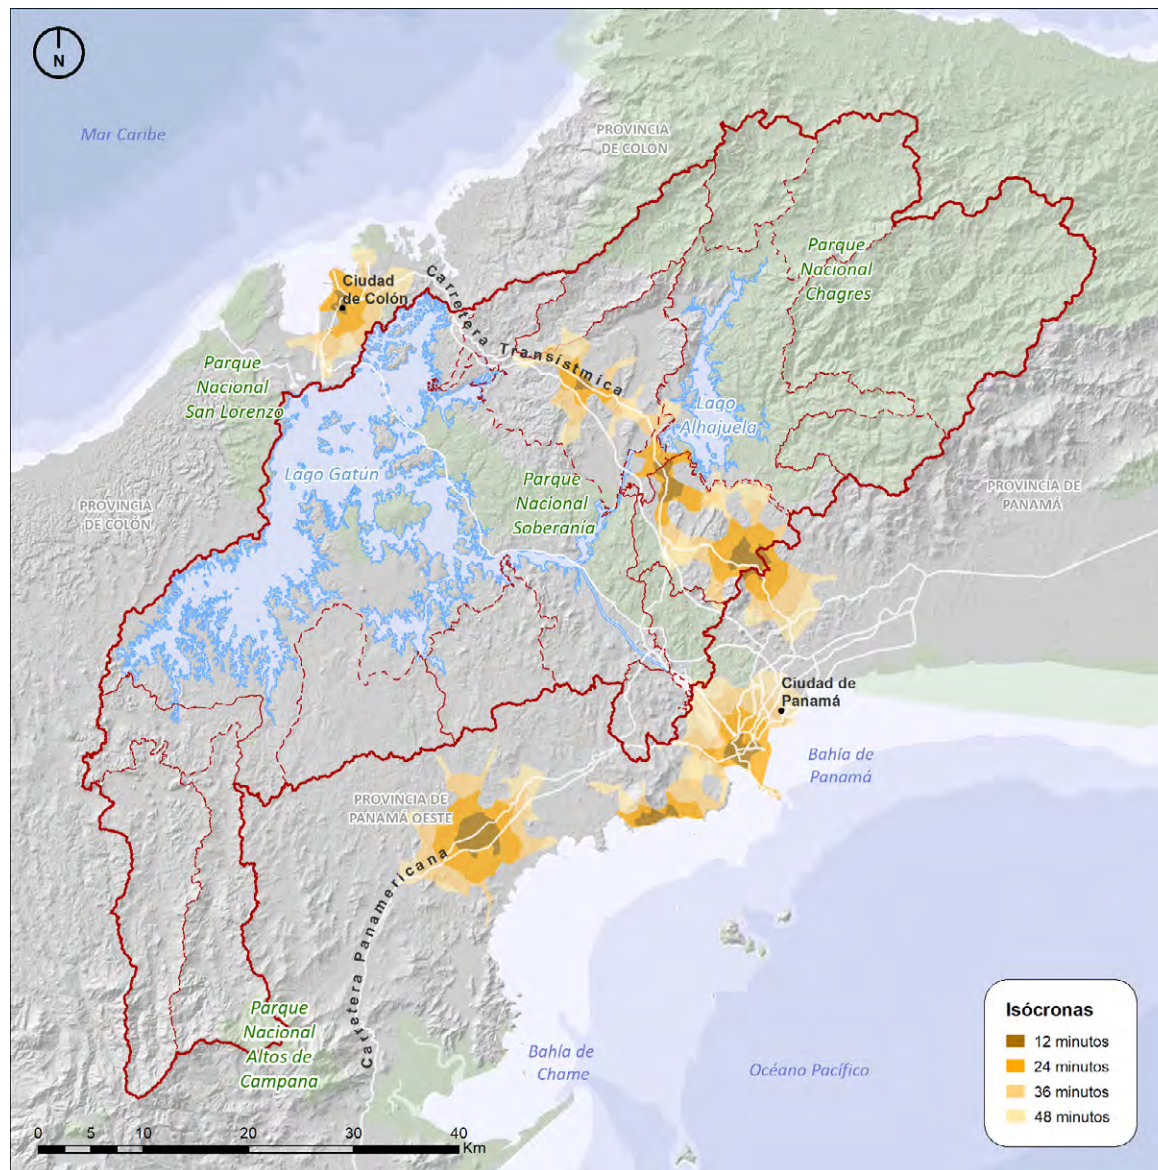 N
Mar Caribe
PROVINCIA
DE COLÓN
Parque
Nacional
Chagres
Ciudad
de Colón
Carretera Transístmica
Parque
Nacional
San Lorenzo
Lago
Alhajuela
Lago Gatún
Parque
Nacional
Soberanía
PROVINCIA
DE COLÓN
PROVINCIA DE
PANAMÁ
Ciudad de
Panamá
Bahía de
Panamá
PROVINCIA DE
PANAMÁ OESTE
Carretera Panamericana
Parque
Nacional
Altos de
Campana
Bahía de
Chame
Océano Pacífico
Isócronas
12 minutos
24 minutos
36 minutos
48 minutos
0 5 10 20 30 40
Km